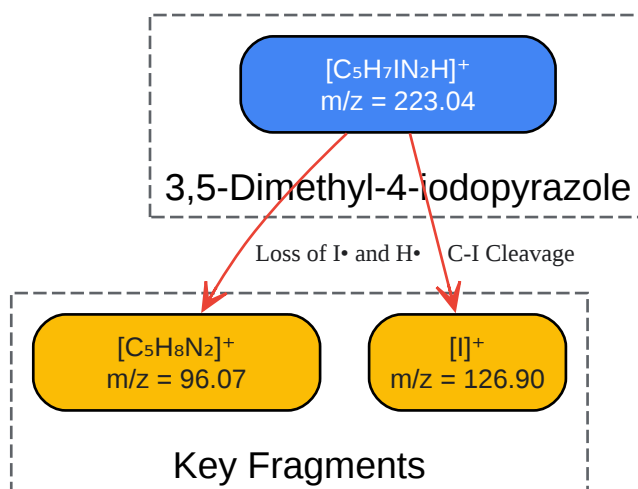 [C₅H₇IN₂H]⁺
m/z = 223.04
3,5-Dimethyl-4-iodopyrazole
Loss of I• and H•
C-I Cleavage
[C₅H₈N₂]⁺
m/z = 96.07
[I]⁺
m/z = 126.90
Key Fragments